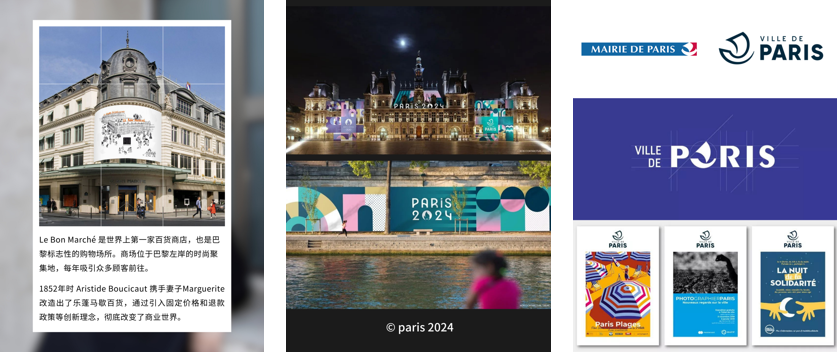 Le Bon Marché 是世界上第一家百货商店，也是巴
黎标志性的购物场所。商场位于巴黎左岸的时尚聚
集地，每年吸引众多顾客前往。
1852年时 Aristide Boucicaut 携手妻子Marguerite
改造出了乐蓬马歇百货，通过引入固定价格和退款
政策等创新理念，彻底改变了商业世界。
PARIS 2024
PARIS
2024
© paris 2024
MAIRIE DE PARIS
VILLE DE
PARIS
VILLE
DE
PARIS
PARIS
Paris Plages
PARIS
PHOTOGRAPHIERPARIS
PARIS
LA NUIT
de la
SOLIDARITÉ